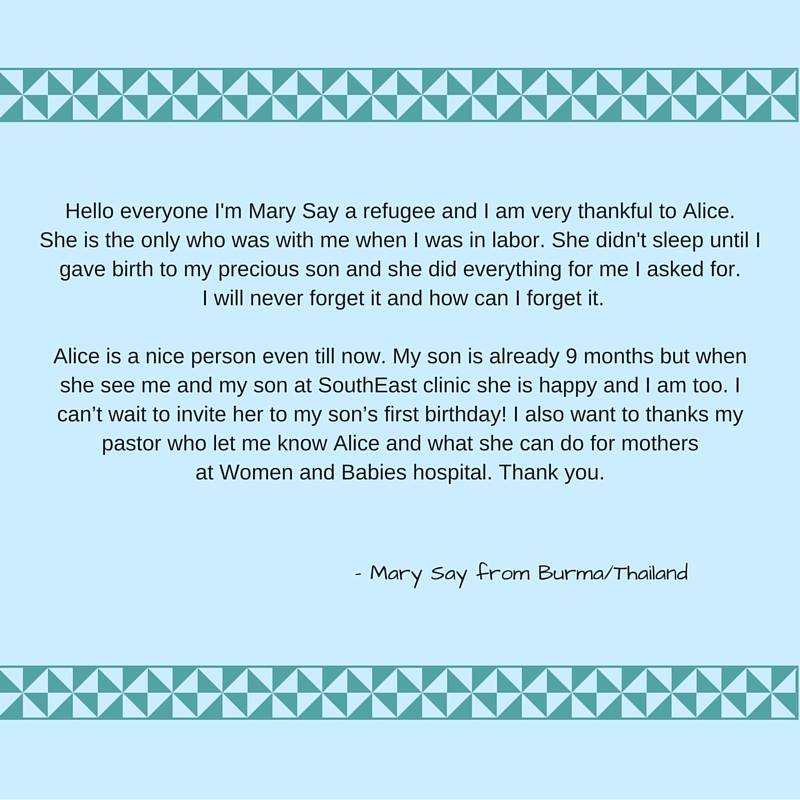 Hello everyone I'm Mary Say a refugee and I am very thankful to Alice.
She is the only who was with me when I was in labor. She didn't sleep until I
gave birth to my precious son and she did everything for me I asked for.
I will never forget it and how can I forget it.
Alice is a nice person even till now. My son is already 9 months but when
she see me and my son at SouthEast clinic she is happy and I am too. I
can’t wait to invite her to my son’s first birthday! I also want to thanks my
pastor who let me know Alice and what she can do for mothers
at Women and Babies hospital. Thank you.
- Mary Say from Burma/Thailand